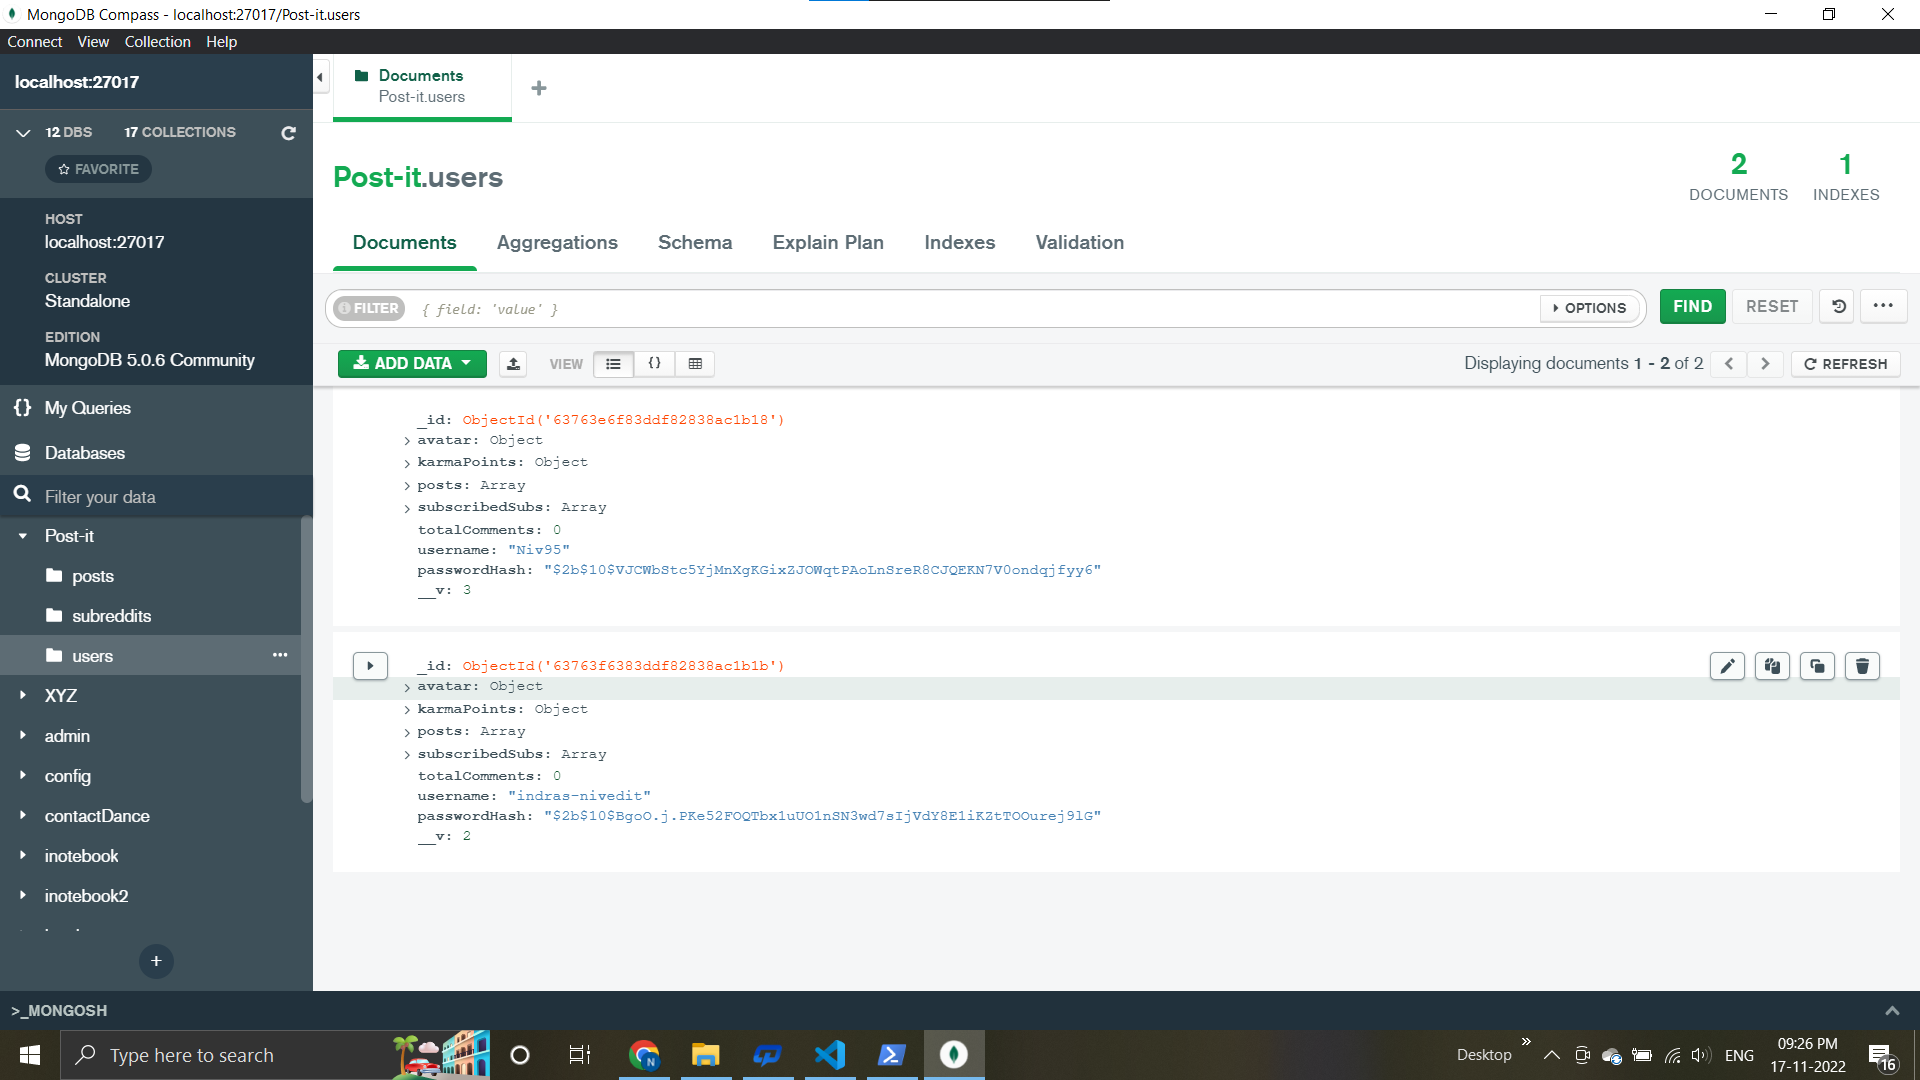 MongoDB Compass - localhost:27017/Post-it.users
Connect View Collection Help
localhost:27017
12 DBS 17 COLLECTIONS
FAVORITE
HOST
localhost:27017
CLUSTER
Standalone
EDITION
MongoDB 5.0.6 Community
{} My Queries
Databases
Filter your data
Post-it
posts
subreddits
users
XYZ
admin
config
contactDance
inotebook
inotebook2
>_MONGOSH
Documents
Post-it.users
Post-it.users
2
DOCUMENTS
1
INDEXES
Documents Aggregations Schema Explain Plan Indexes Validation
FILTER { field: 'value' } OPTIONS FIND RESET
ADD DATA VIEW {} Displaying documents 1 - 2 of 2 REFRESH
_id: ObjectId('63763e6f83ddf82838ac1b18')
avatar: Object
karmaPoints: Object
posts: Array
subscribedSubs: Array
totalComments: 0
username: "Niv95"
passwordHash: "$2b$10$VJCWbStc5YjMnXgKGixZJOWqtPAoLnSreR8CJQEKN7V0ondqjfyy6"
__v: 3
_id: ObjectId('63763f6383ddf82838ac1b1b')
avatar: Object
karmaPoints: Object
posts: Array
subscribedSubs: Array
totalComments: 0
username: "indras-nivedit"
passwordHash: "$2b$10$BgoO.j.PKe52FOQTbx1uUO1nSN3wd7sIjVdY8E1iKZtTOOurej9lG"
__v: 2
Type here to search
Desktop
ENG
09:26 PM
17-11-2022
16